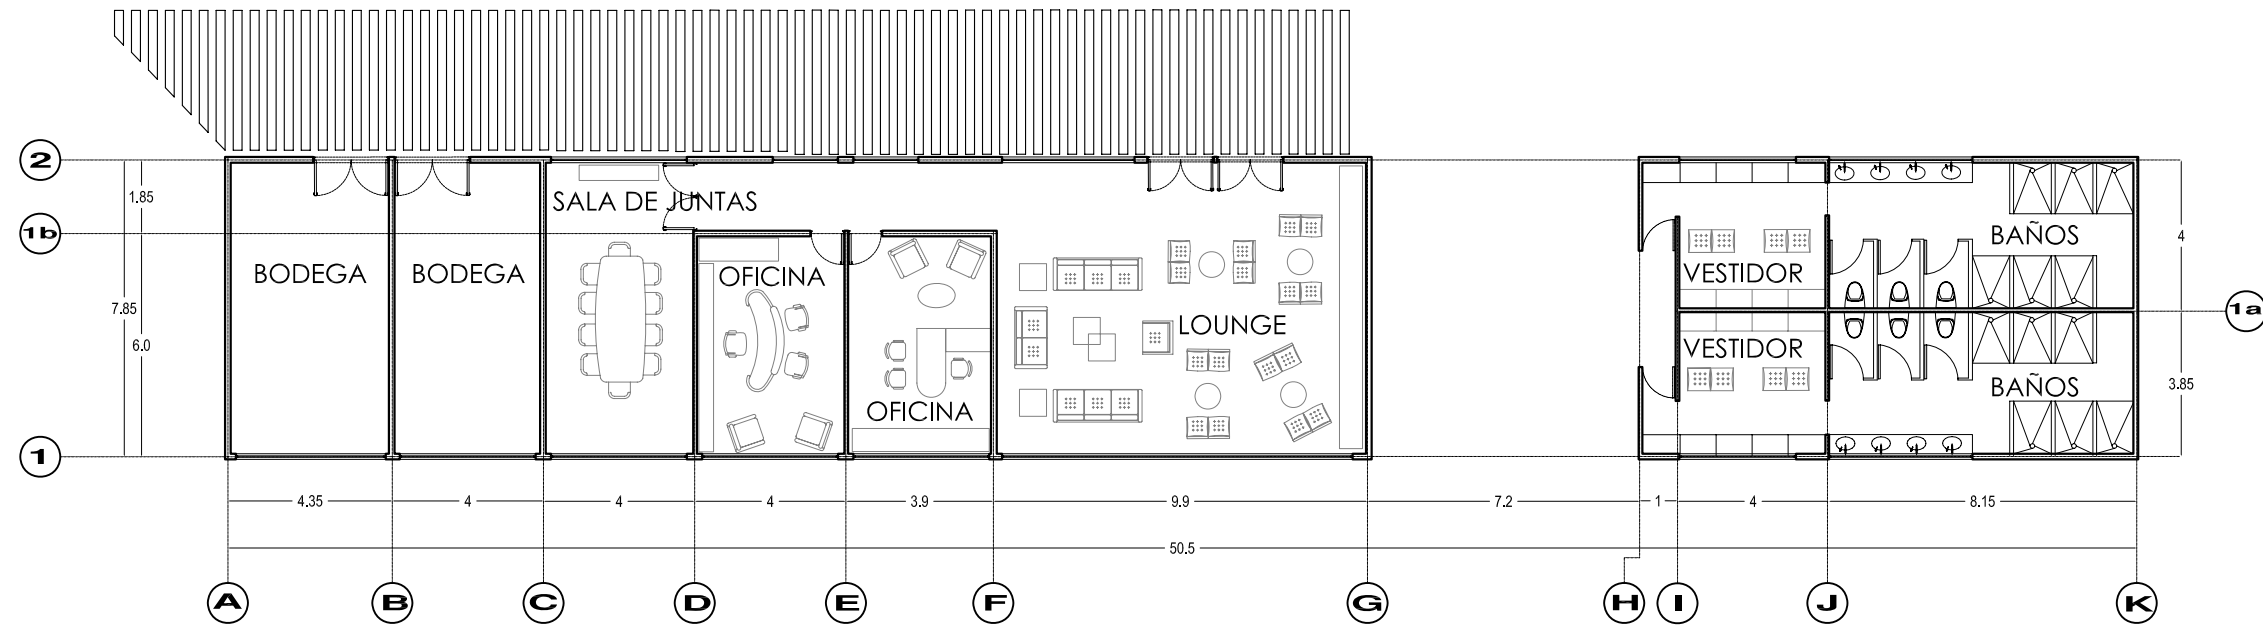 2
1.85
SALA DE JUNTAS
1b
BAÑOS
4
BODEGA
BODEGA
OFICINA
VESTIDOR
7.85
1a
LOUNGE
6.0
VESTIDOR
3.85
BAÑOS
OFICINA
1
4.35
4
4
4
3.9
9.9
7.2
1
4
8.15
50.5
A
B
C
D
E
F
G
H
I
J
K